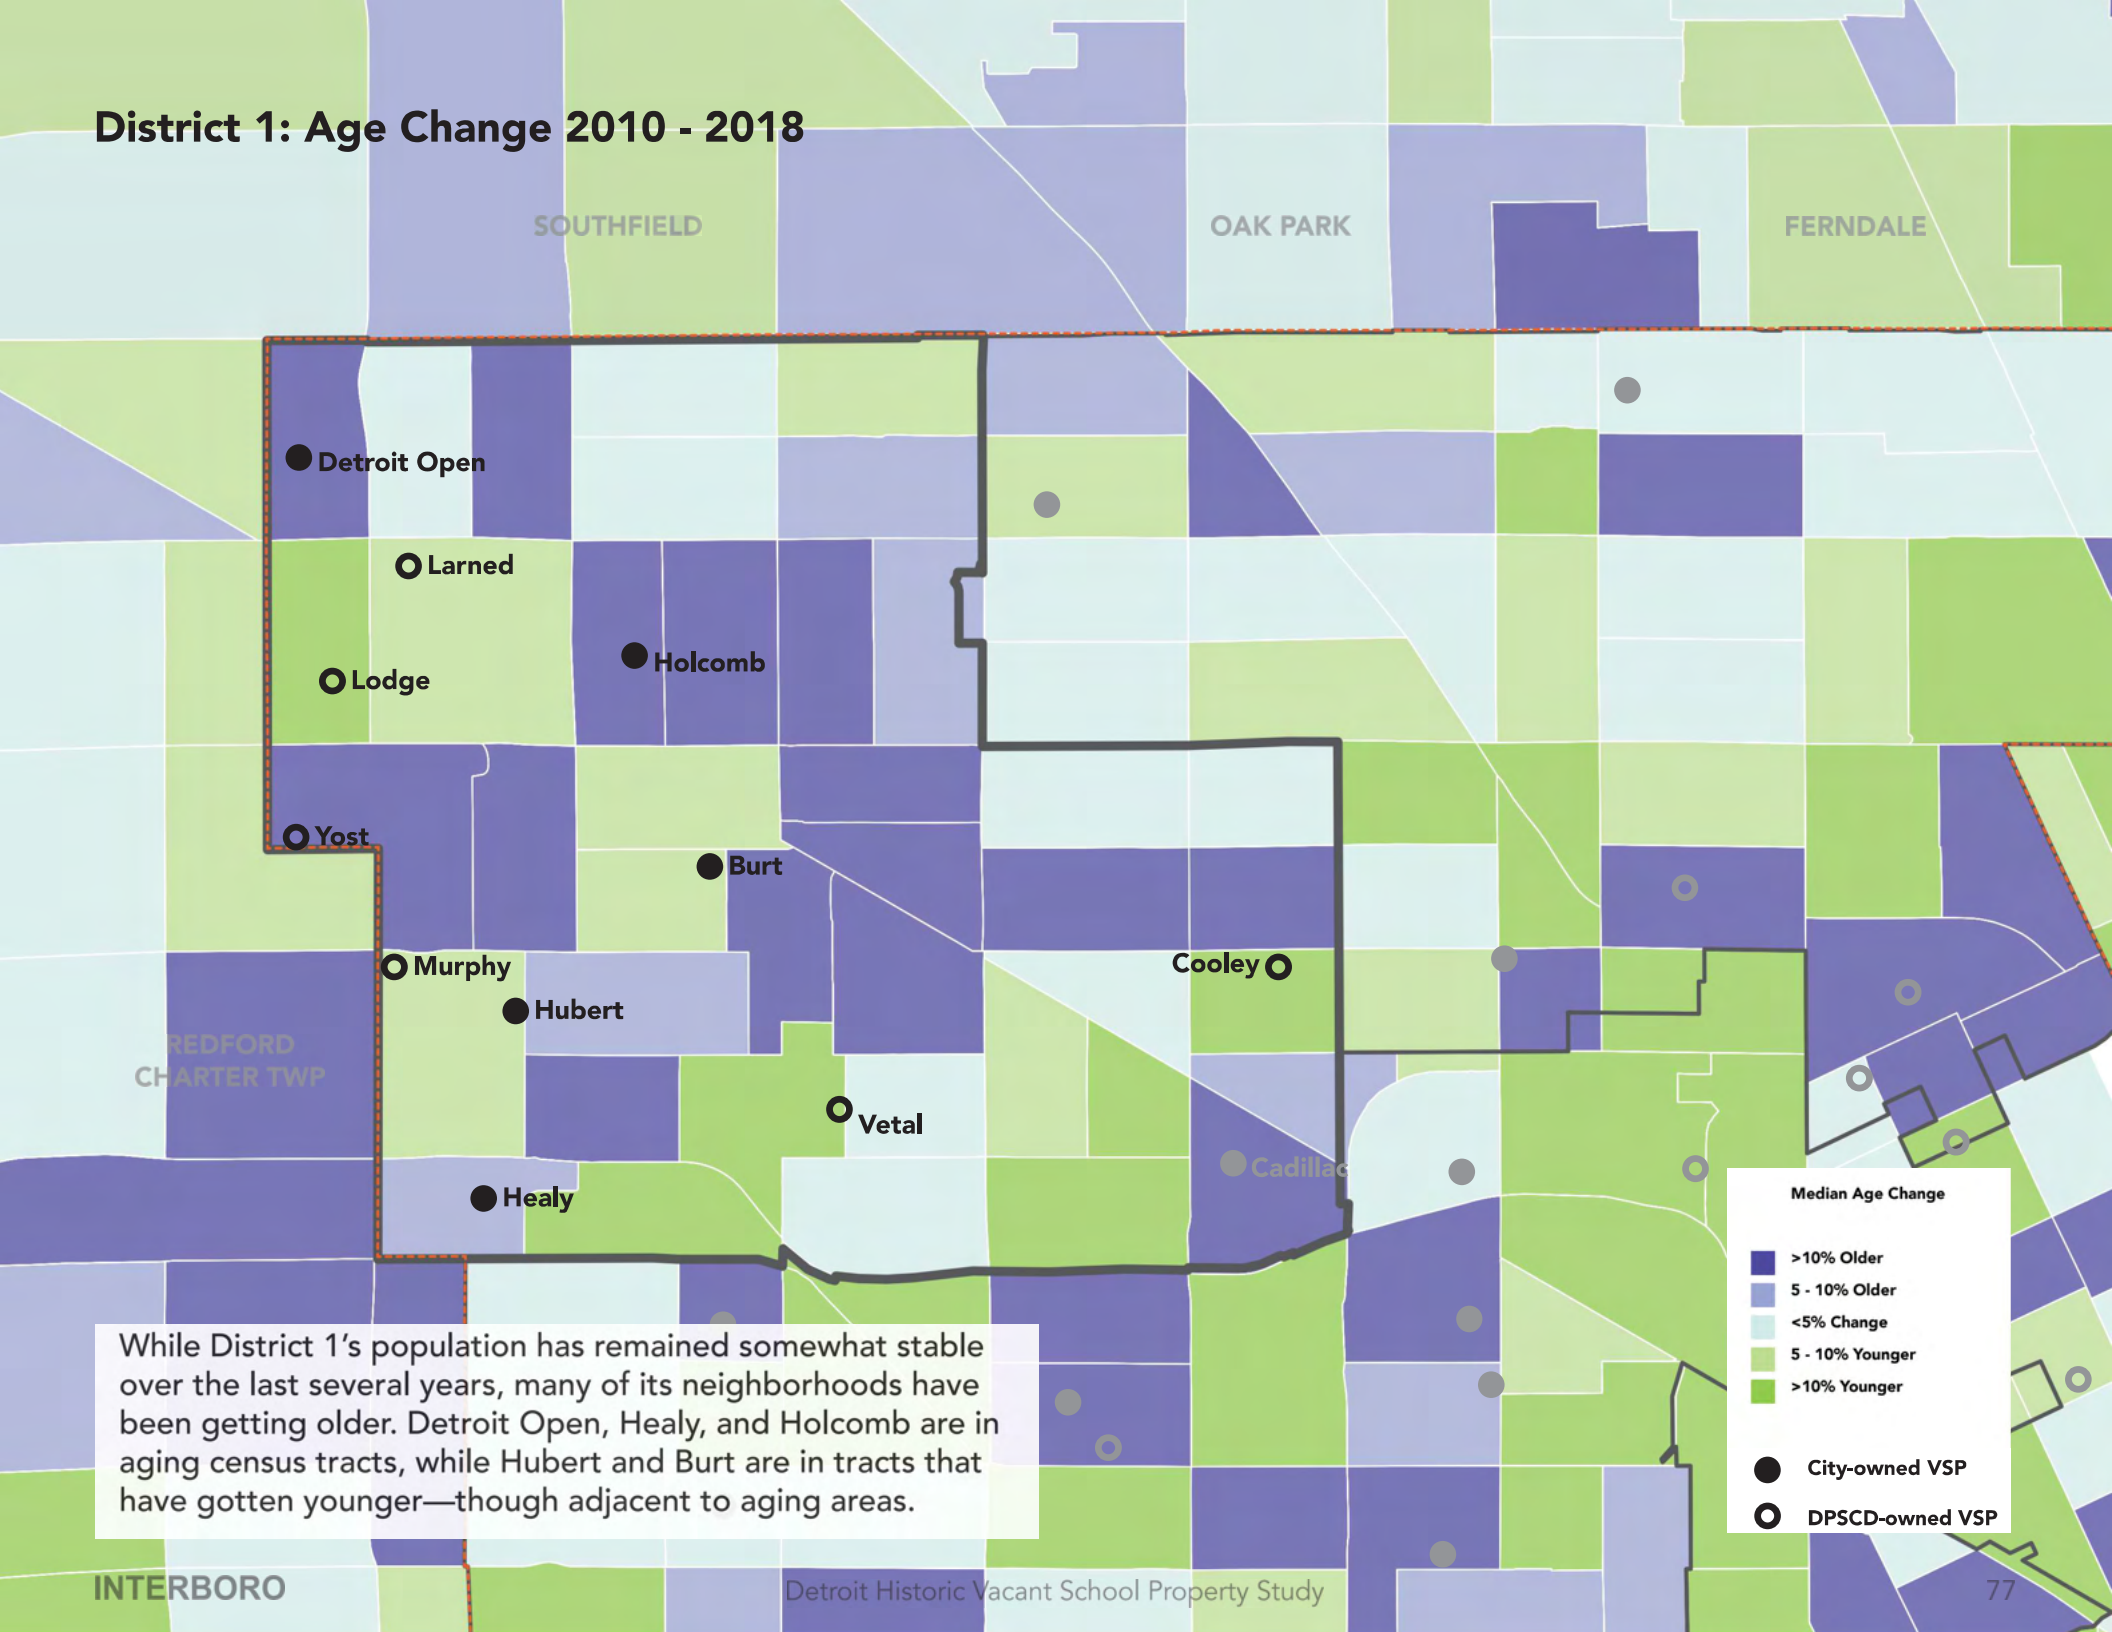 District 1: Age Change 2010 - 2018
SOUTHFIELD
OAK PARK
FERNDALE
Detroit Open
Larned
Holcomb
Lodge
Yost
Burt
Murphy
Cooley
Hubert
REDFORD
CHARTER TWP
Vetal
Cadillac
Healy
Median Age Change
>10% Older
5 - 10% Older
<5% Change
5 - 10% Younger
>10% Younger
City-owned VSP
DPSCD-owned VSP
While District 1’s population has remained somewhat stable
over the last several years, many of its neighborhoods have
been getting older. Detroit Open, Healy, and Holcomb are in
aging census tracts, while Hubert and Burt are in tracts that
have gotten younger—though adjacent to aging areas.
INTERBORO
Detroit Historic Vacant School Property Study
77